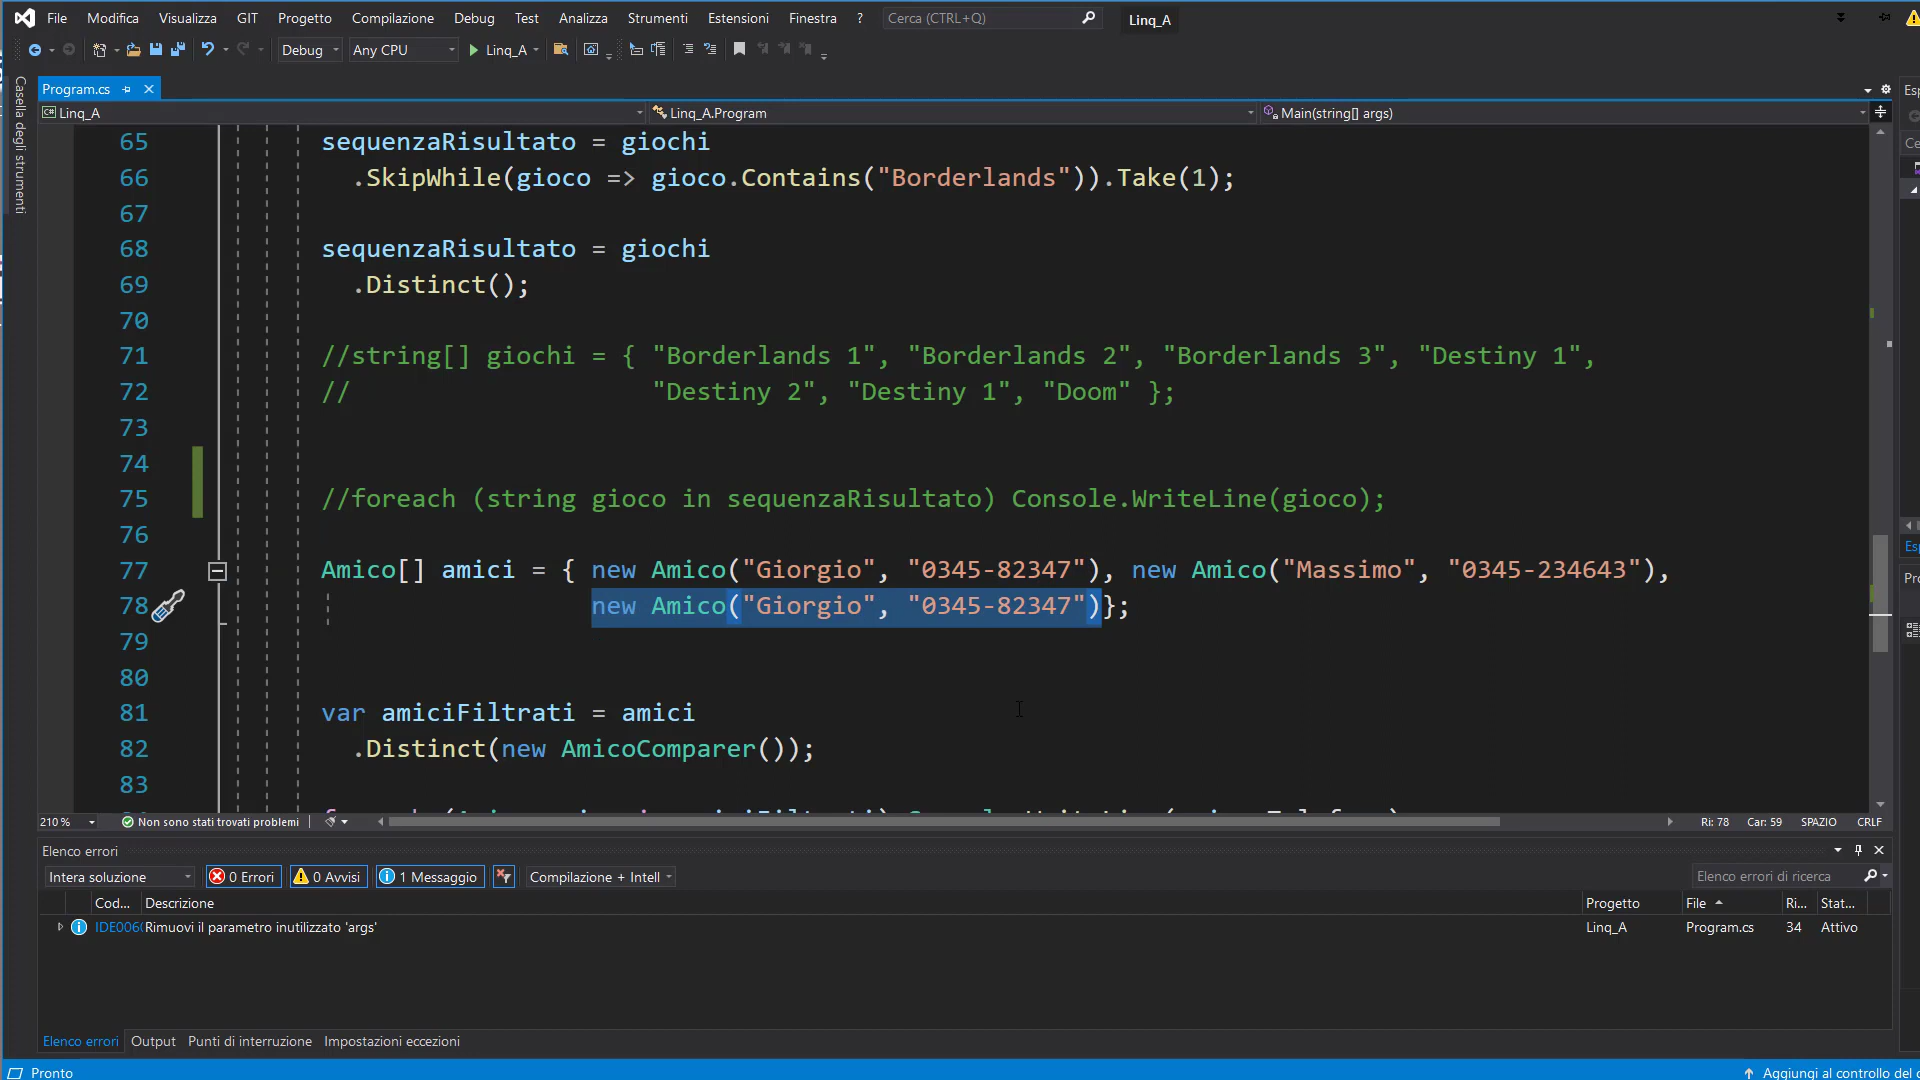 File Modifica Visualizza GIT Progetto Compilazione Debug Test Analizza Strumenti Estensioni Finestra ? Cerca (CTRL+Q) Linq_A
Debug Any CPU Linq_A
Casella degli strumenti
Program.cs
Linq_A Linq_A.Program Main(string[] args)
65 sequenzaRisultato = giochi
66 .SkipWhile(gioco => gioco.Contains("Borderlands")).Take(1);
67
68 sequenzaRisultato = giochi
69 .Distinct();
70
71 //string[] giochi = { "Borderlands 1", "Borderlands 2", "Borderlands 3", "Destiny 1",
72 // "Destiny 2", "Destiny 1", "Doom" };
73
74
75 //foreach (string gioco in sequenzaRisultato) Console.WriteLine(gioco);
76
77 Amico[] amici = { new Amico("Giorgio", "0345-82347"), new Amico("Massimo", "0345-234643"),
78 new Amico("Giorgio", "0345-82347")};
79
80
81 var amiciFiltrati = amici
82 .Distinct(new AmicoComparer());
83
210 % Non sono stati trovati problemi Ri: 78 Car: 59 SPAZIO CRLF
Elenco errori
Intera soluzione 0 Errori 0 Avvisi 1 Messaggio Compilazione + Intell Elenco errori di ricerca
Cod... Descrizione Progetto File Ri... Stat...
IDE006 Rimuovi il parametro inutilizzato 'args' Linq_A Program.cs 34 Attivo
Elenco errori Output Punti di interruzione Impostazioni eccezioni
Pronto Aggiungi al controllo del